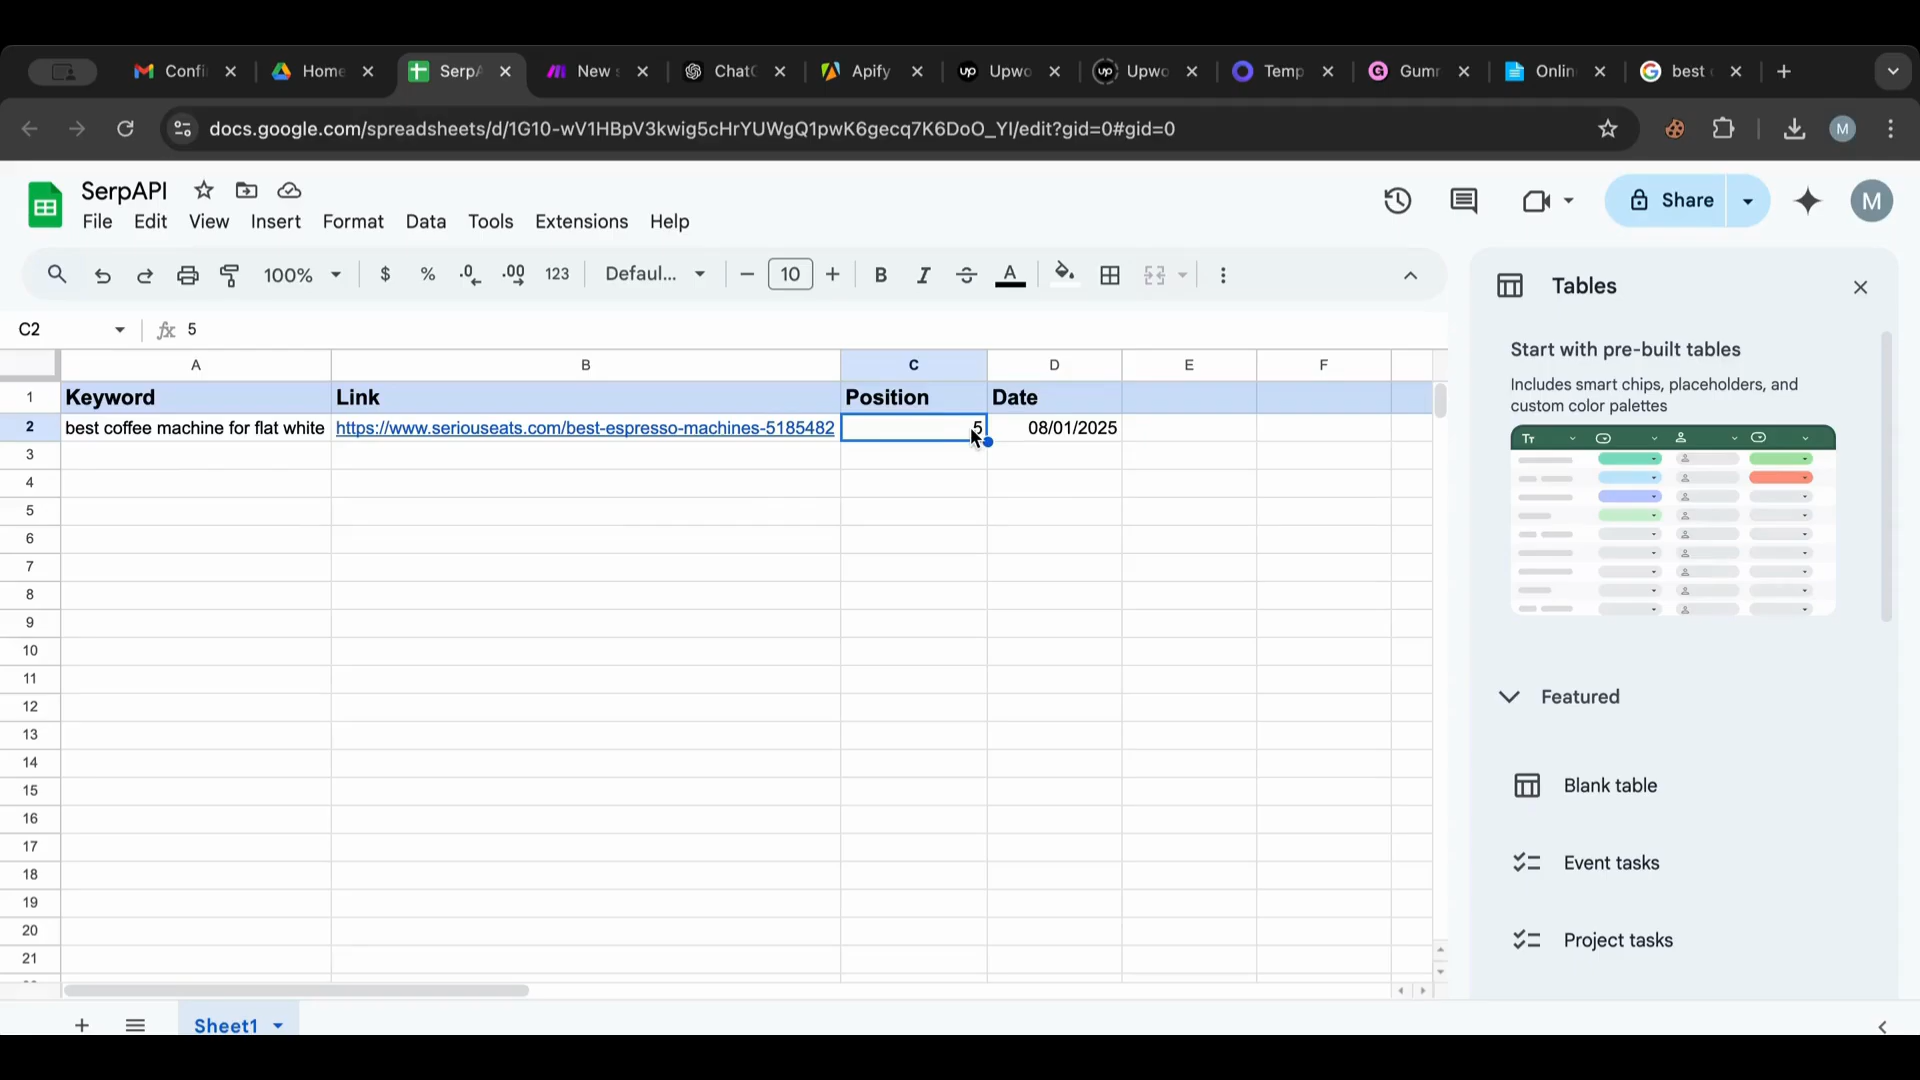 Confi
Home
SerpA
New s
ChatG
Apify
Upwo
Upwo
Temp
Gumr
Onlin
best
docs.google.com/spreadsheets/d/1G10-wV1HBpV3kwig5cHrYUWgQ1pwK6gecq7K6DoO_YI/edit?gid=0#gid=0
M
SerpAPI
File Edit View Insert Format Data Tools Extensions Help
Share
M
100% $ % .0 .00 123 Defaul... 10 B I S A
C2 fx 5
A B C D E F
1 Keyword Link Position Date
2 best coffee machine for flat white https://www.seriouseats.com/best-espresso-machines-5185482 5 08/01/2025
3
4
5
6
7
8
9
10
11
12
13
14
15
16
17
18
19
20
21
Sheet1
Tables
Start with pre-built tables
Includes smart chips, placeholders, and
custom color palettes
Tт
Featured
Blank table
Event tasks
Project tasks